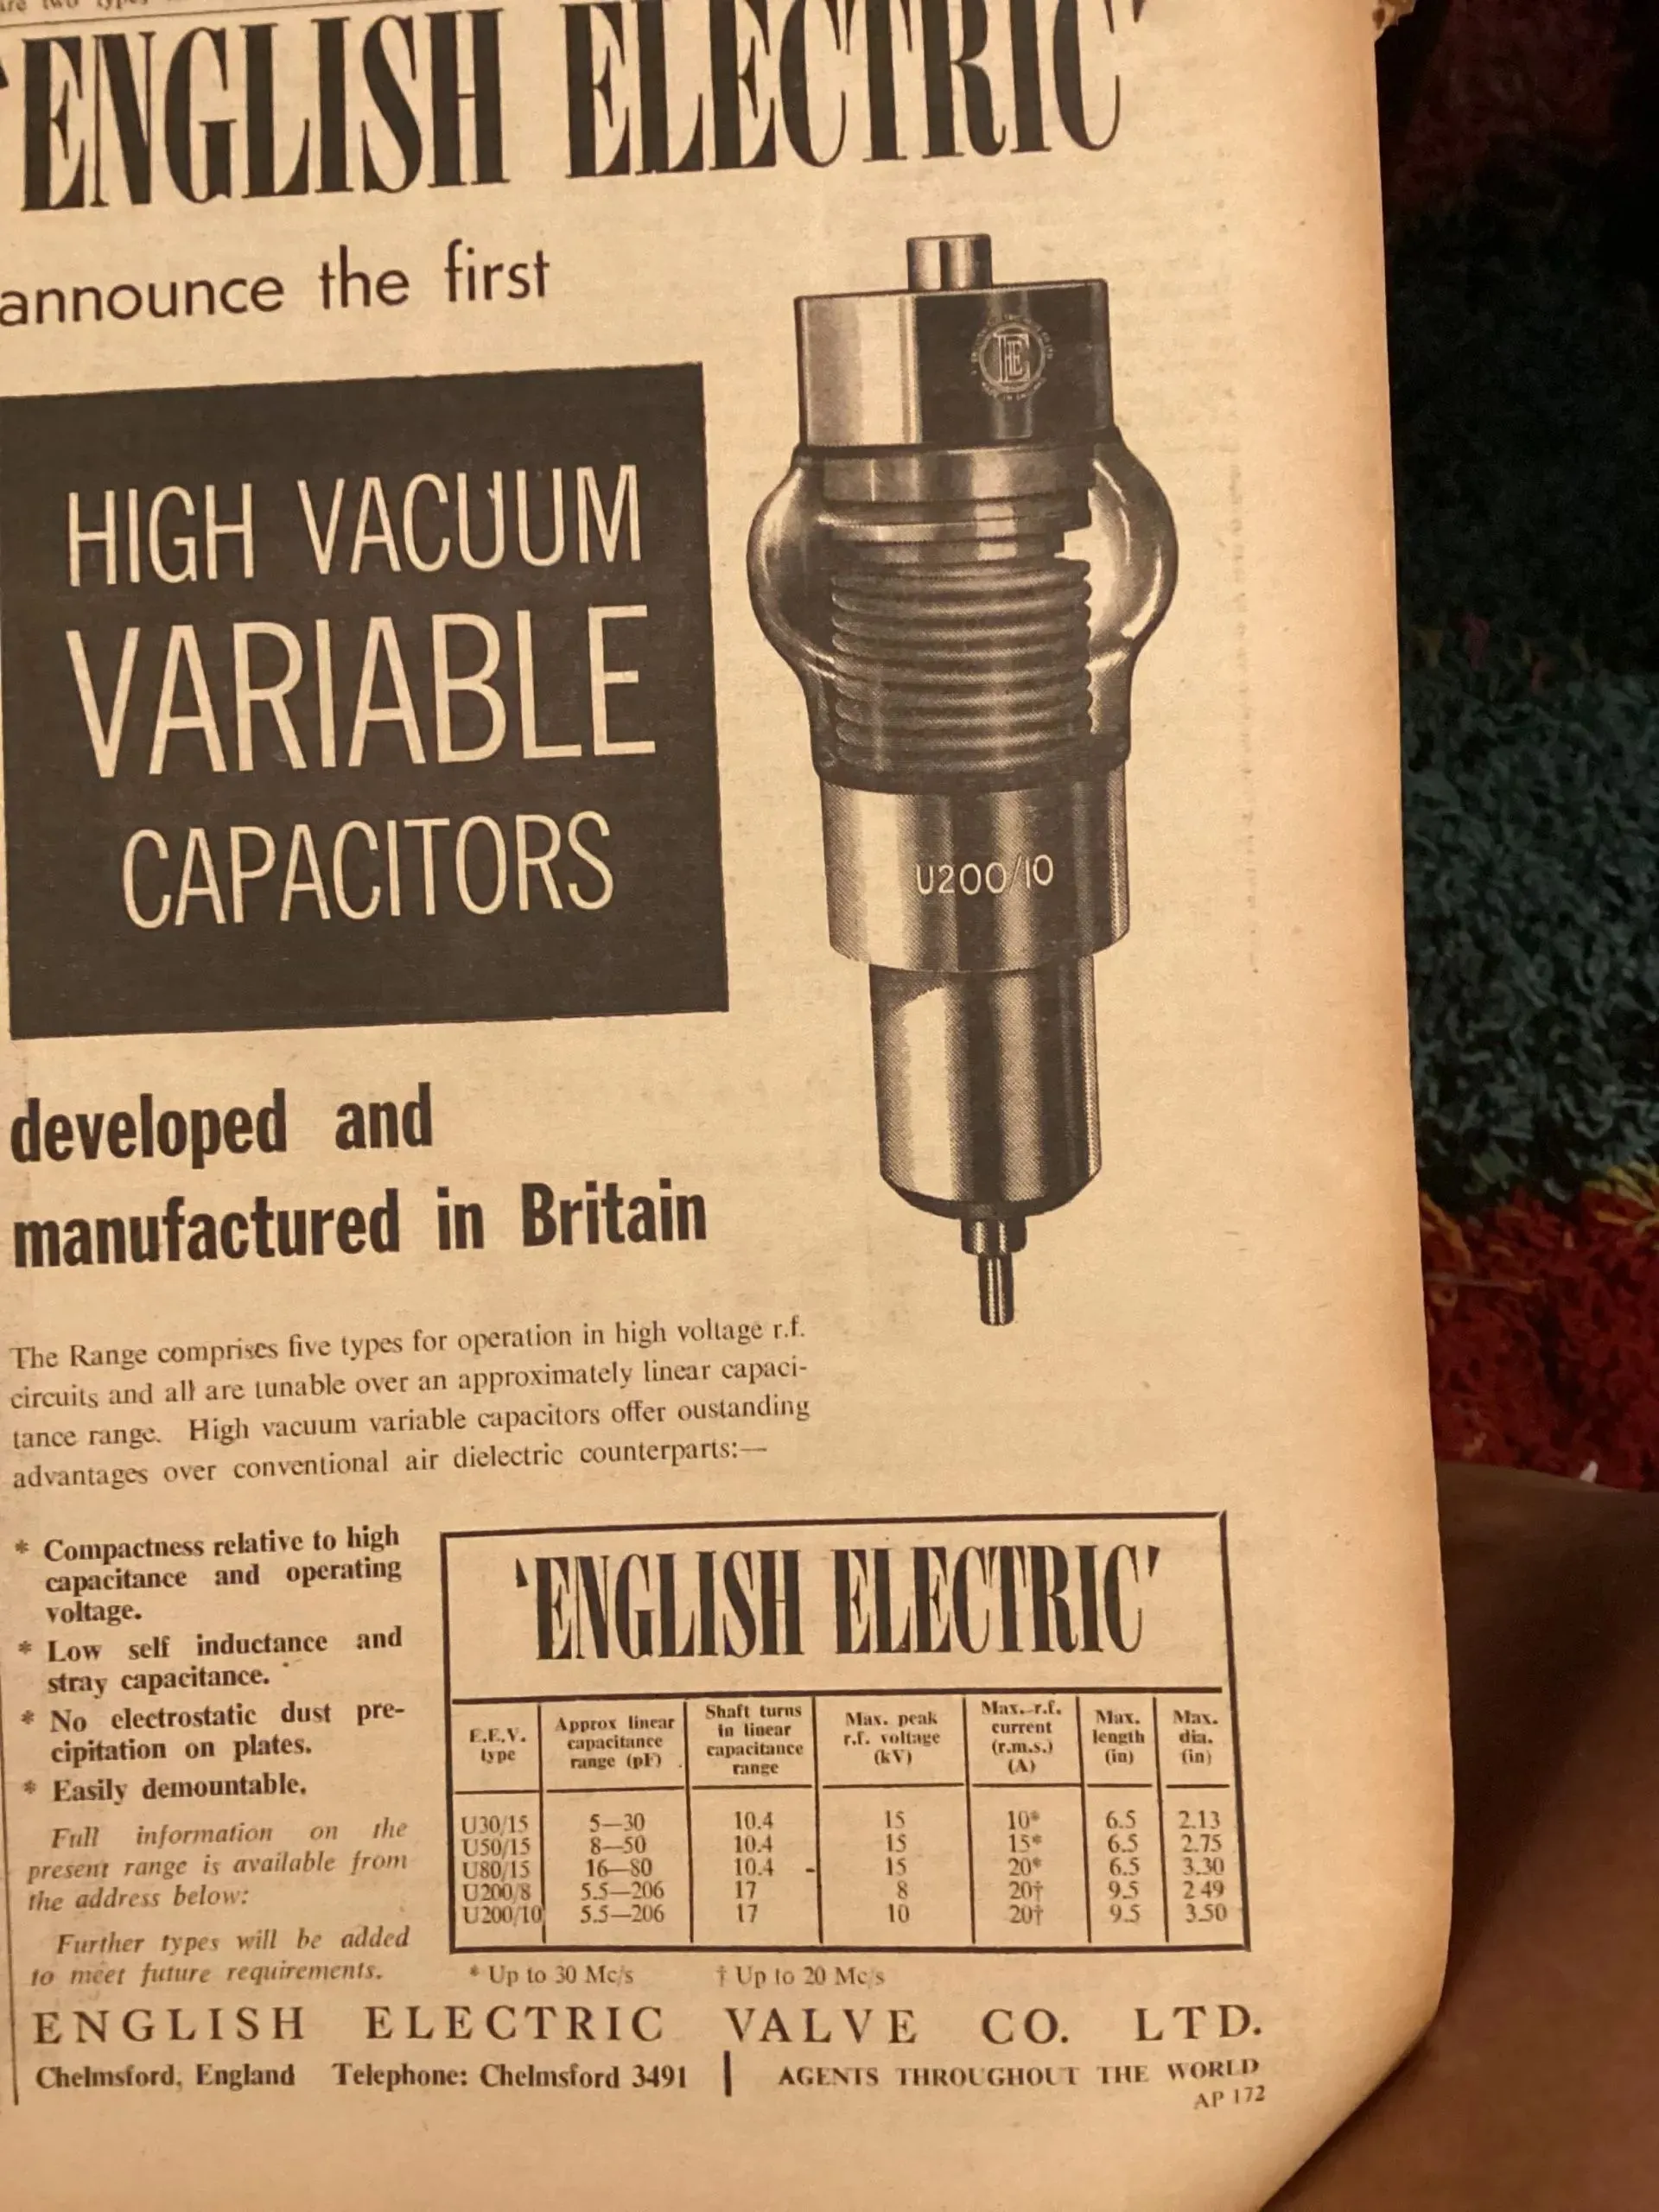 are two types
'ENGLISH ELECTRIC'
announce the first
HIGH VACUUM
VARIABLE
CAPACITORS
U200/10
developed and
manufactured in Britain
The Range comprises five types for operation in high voltage r.f.
circuits and all are tunable over an approximately linear capaci-
tance range. High vacuum variable capacitors offer oustanding
advantages over conventional air dielectric counterparts:—
* Compactness relative to high
capacitance and operating
voltage.
* Low self inductance and
stray capacitance.
* No electrostatic dust pre-
cipitation on plates.
* Easily demountable.
Full information on the
present range is available from
the address below:
Further types will be added
to meet future requirements.
'ENGLISH ELECTRIC'
E.E.V. type | Approx linear capacitance range (pF) | Shaft turns in linear capacitance range | Max. peak r.f. voltage (kV) | Max. r.f. current (r.m.s.) (A) | Max. length (in) | Max. dia. (in)
U30/15 5—30 10.4 15 10* 6.5 2.13
U50/15 8—50 10.4 15 15* 6.5 2.75
U80/15 16—80 10.4 15 20* 6.5 3.30
U200/8 5.5—206 17 8 20† 9.5 2.49
U200/10 5.5—206 17 10 20† 9.5 3.50
* Up to 30 Mc/s † Up to 20 Mc/s
ENGLISH ELECTRIC VALVE CO. LTD.
Chelmsford, England Telephone: Chelmsford 3491 | AGENTS THROUGHOUT THE WORLD
AP 172